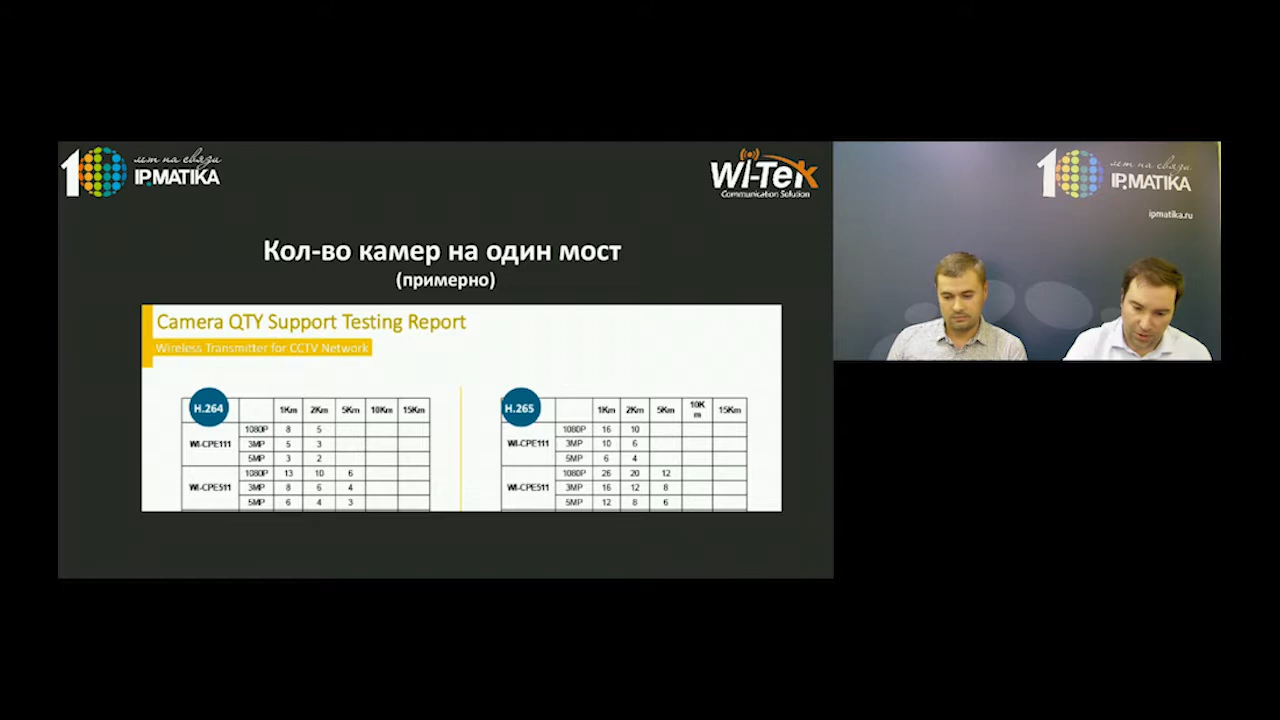 10 лет на связи
IPMATIKA
Wi-Tek
Communication Solution
Кол-во камер на один мост
(примерно)
Camera QTY Support Testing Report
Wireless Transmitter for CCTV Network
H.264 1Km 2Km 5Km 10Km 15Km
WI-CPE111 1080P 8 5
3MP 5 3
5MP 3 2
WI-CPE511 1080P 13 10 6
3MP 8 6 4
5MP 6 4 3
H.265 1Km 2Km 5Km 10Km 15Km
WI-CPE111 1080P 16 10
3MP 10 6
5MP 6 4
WI-CPE511 1080P 26 20 12
3MP 16 12 8
5MP 12 8 6
10 лет на связи
IPMATIKA
ipmatika.ru